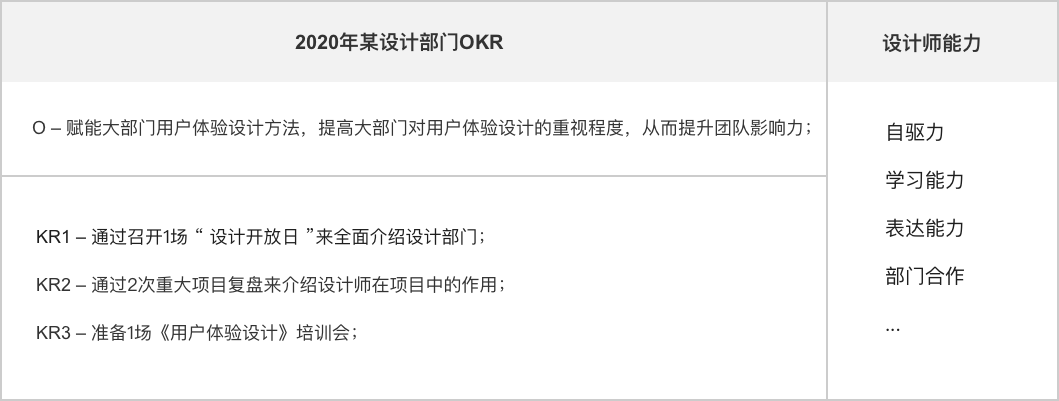 2020年某设计部门OKR
设计师能力
O – 赋能大部门用户体验设计方法，提高大部门对用户体验设计的重视程度，从而提升团队影响力；
KR1 – 通过召开1场 “ 设计开放日 ”来全面介绍设计部门；
KR2 – 通过2次重大项目复盘来介绍设计师在项目中的作用；
KR3 – 准备1场《用户体验设计》培训会；
自驱力
学习能力
表达能力
部门合作
...